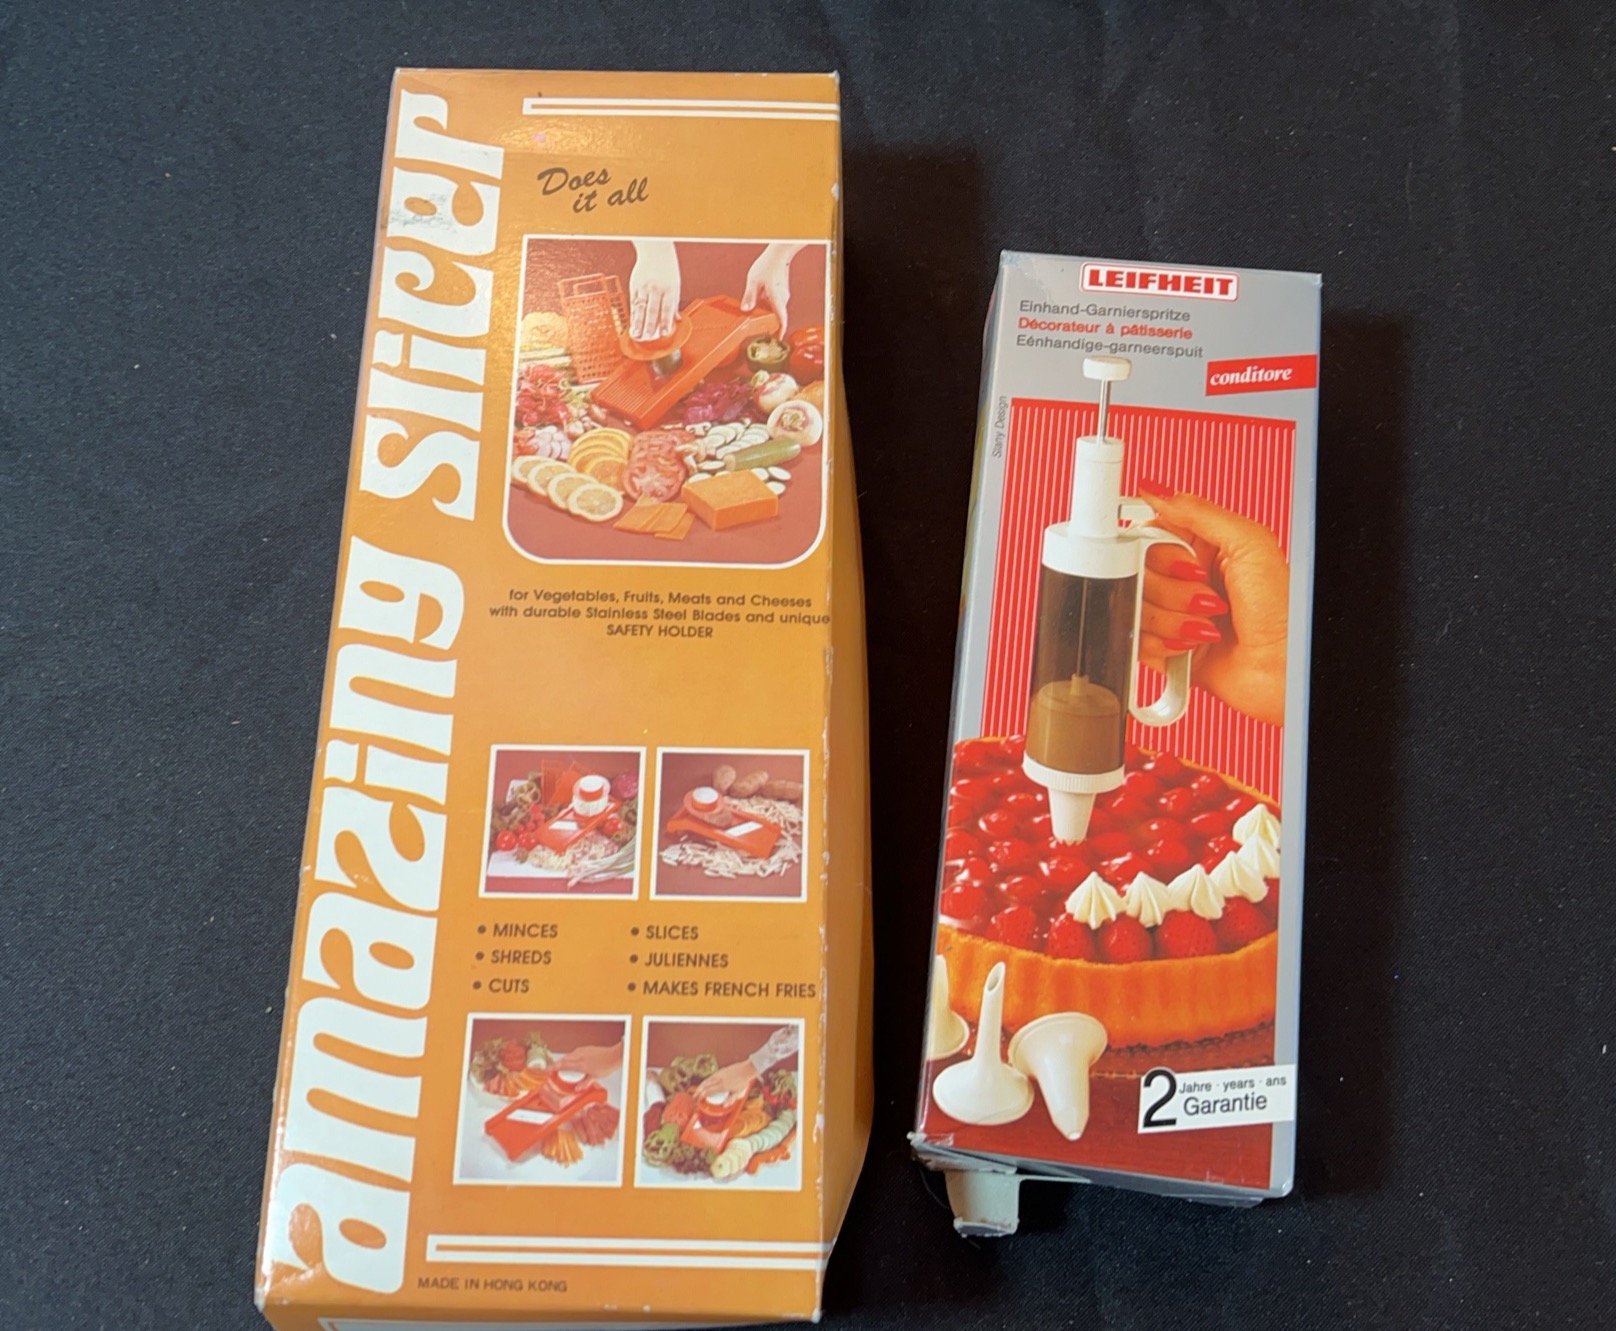 amazing slicer
Does
it all
for Vegetables, Fruits, Meats and Cheeses
with durable Stainless Steel Blades and unique
SAFETY HOLDER
• MINCES
• SHREDS
• CUTS
• SLICES
• JULIENNES
• MAKES FRENCH FRIES
MADE IN HONG KONG
LEIFHEIT
Einhand-Garnierspritze
Décorateur à pâtisserie
Eénhandige-garneerspuit
conditore
Slany Design
2 Jahre · years · ans
Garantie